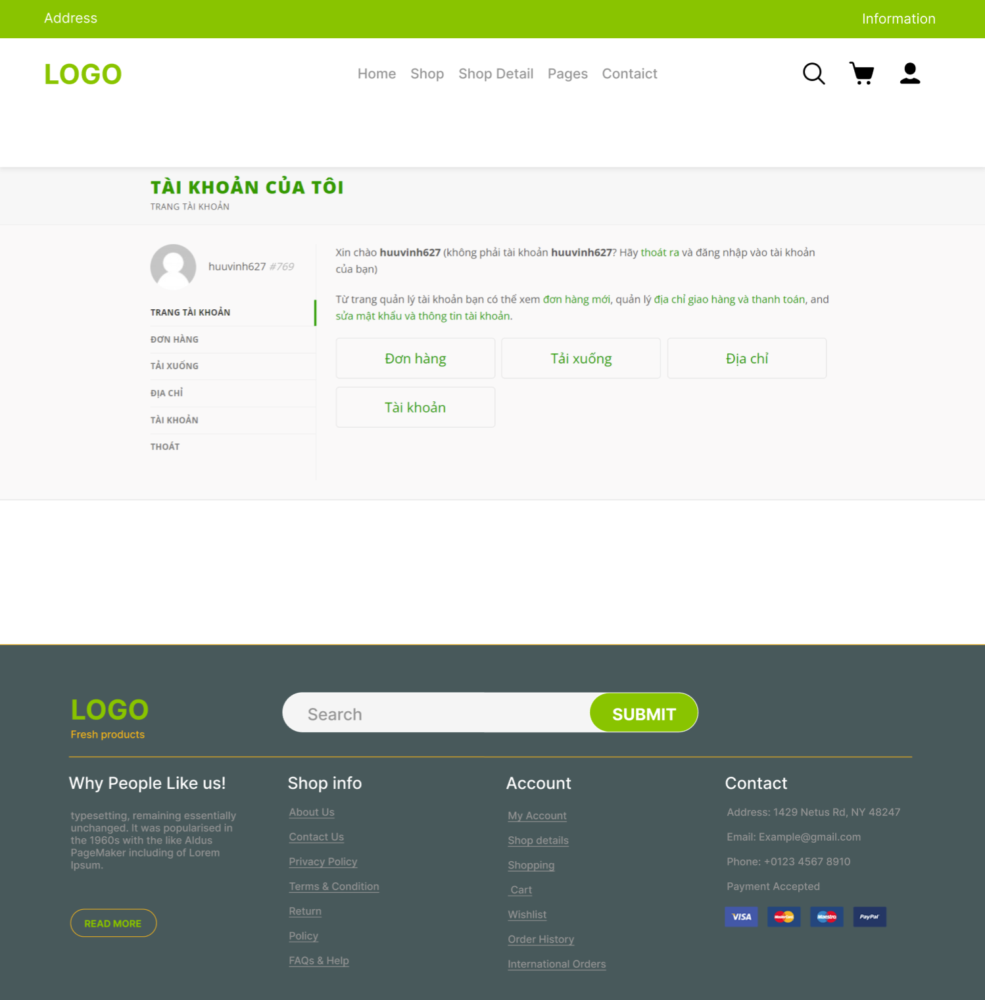 Address
Information
LOGO
Home Shop Shop Detail Pages Contaict
TÀI KHOẢN CỦA TÔI
TRANG TÀI KHOẢN
huuvinh627 #769
TRANG TÀI KHOẢN
ĐƠN HÀNG
TẢI XUỐNG
ĐỊA CHỈ
TÀI KHOẢN
THOÁT
Xin chào huuvinh627 (không phải tài khoản huuvinh627? Hãy thoát ra và đăng nhập vào tài khoản
của bạn)
Từ trang quản lý tài khoản bạn có thể xem đơn hàng mới, quản lý địa chỉ giao hàng và thanh toán, and
sửa mật khẩu và thông tin tài khoản.
Đơn hàng
Tải xuống
Địa chỉ
Tài khoản
LOGO
Fresh products
Search
SUBMIT
Why People Like us!
typesetting, remaining essentially
unchanged. It was popularised in
the 1960s with the like Aldus
PageMaker including of Lorem
Ipsum.
READ MORE
Shop info
About Us
Contact Us
Privacy Policy
Terms & Condition
Return
Policy
FAQs & Help
Account
My Account
Shop details
Shopping
Cart
Wishlist
Order History
International Orders
Contact
Address: 1429 Netus Rd, NY 48247
Email: Example@gmail.com
Phone: +0123 4567 8910
Payment Accepted
VISA
MasterCard
Maestro
PayPal